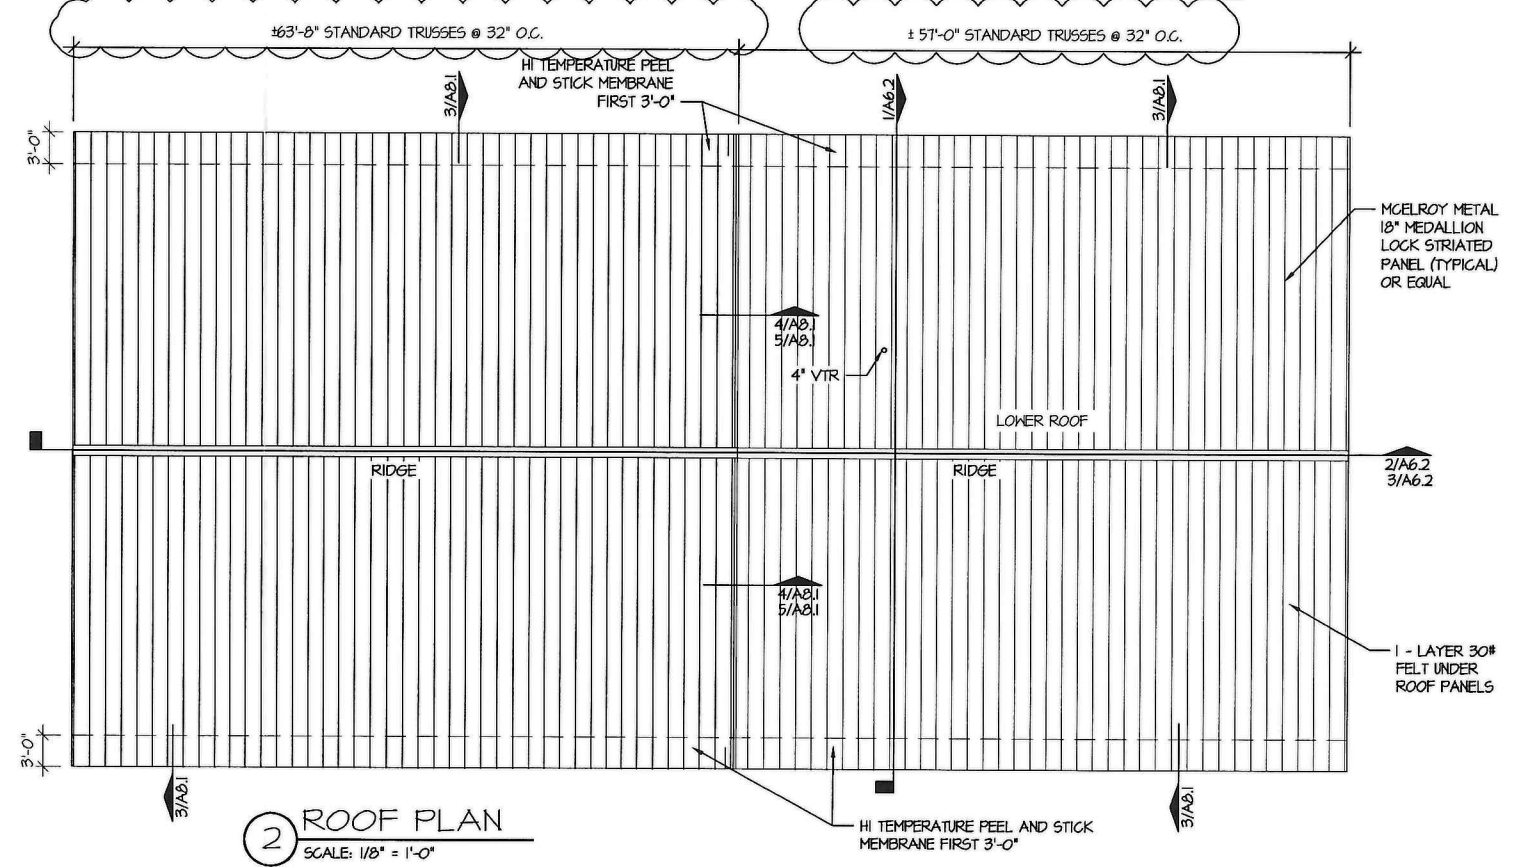 ±63'-8" STANDARD TRUSSES @ 32" O.C.
± 57'-0" STANDARD TRUSSES @ 32" O.C.
HI TEMPERATURE PEEL
AND STICK MEMBRANE
FIRST 3'-0"
3/A8.1
1/A6.2
3/A8.1
3'-0"
MCELROY METAL
18" MEDALLION
LOCK STRIATED
PANEL (TYPICAL)
OR EQUAL
4/A8.1
5/A8.1
4" VTR
LOWER ROOF
RIDGE
RIDGE
2/A6.2
3/A6.2
4/A8.1
5/A8.1
1 - LAYER 30#
FELT UNDER
ROOF PANELS
3'-0"
3/A8.1
3/A8.1
HI TEMPERATURE PEEL AND STICK
MEMBRANE FIRST 3'-0"
2
ROOF PLAN
SCALE: 1/8" = 1'-0"